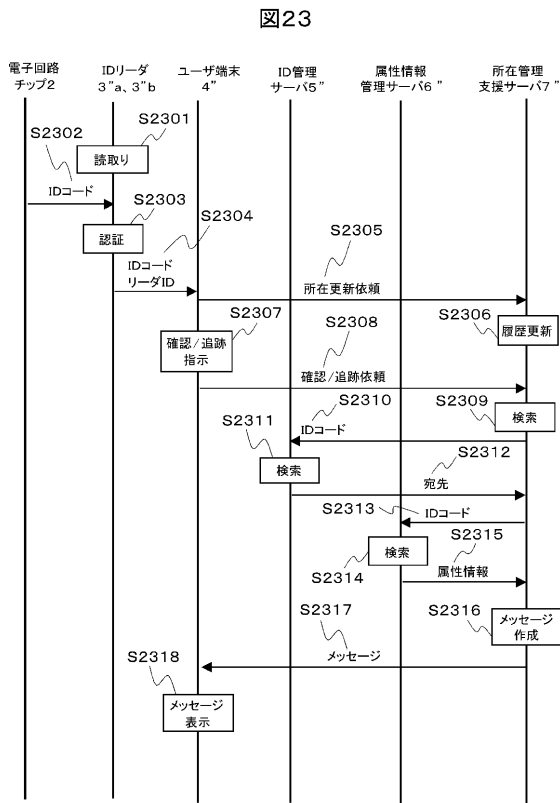 図23
電子回路
チップ2
IDリーダ
3"a、3"b
ユーザ端末
4"
ID管理
サーバ5"
属性情報
管理サーバ6"
所在管理
支援サーバ7"
S2301
S2302
読取り
IDコード
S2303
S2304
認証
IDコード
リーダID
S2305
所在更新依頼
S2307
S2308
S2306
履歴更新
確認/追跡
指示
確認/追跡依頼
S2310
S2309
S2311
IDコード
検索
検索
S2312
宛先
S2313
IDコード
検索
S2315
S2314
属性情報
S2317
S2316
メッセージ
作成
メッセージ
S2318
メッセージ
表示